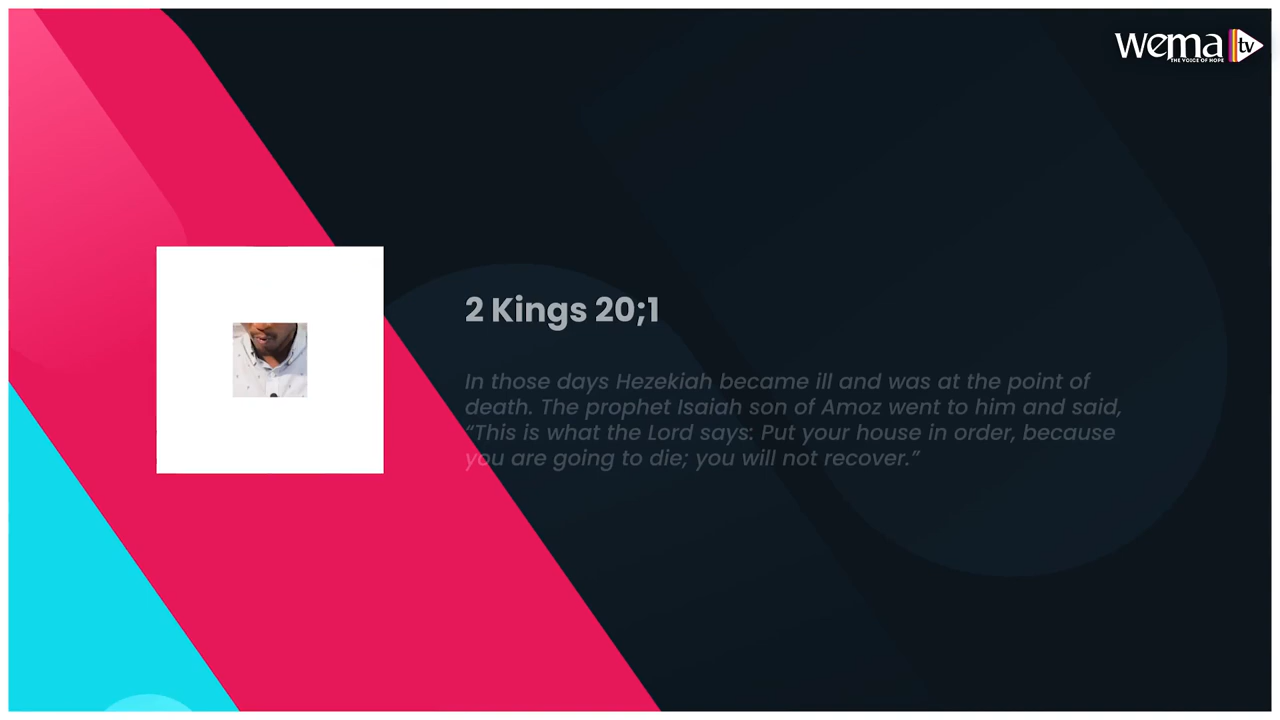 wema tv
THE VOICE OF HOPE
2 Kings 20;1
In those days Hezekiah became ill and was at the point of
death. The prophet Isaiah son of Amoz went to him and said,
“This is what the Lord says: Put your house in order, because
you are going to die; you will not recover.”